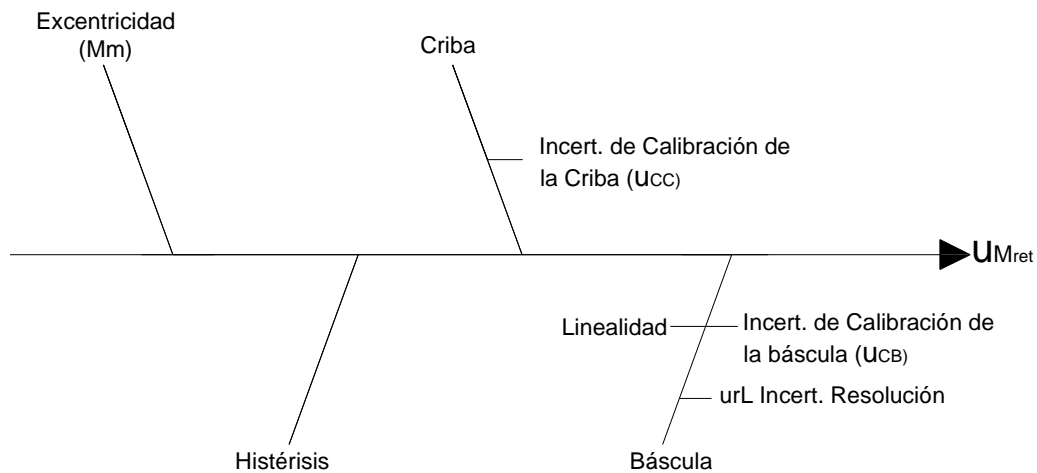 Excentricidad
(Mm)
Criba
Incert. de Calibración de
la Criba (uCC)
uMret
Linealidad
Incert. de Calibración de
la báscula (uCB)
urL Incert. Resolución
Histérisis
Báscula